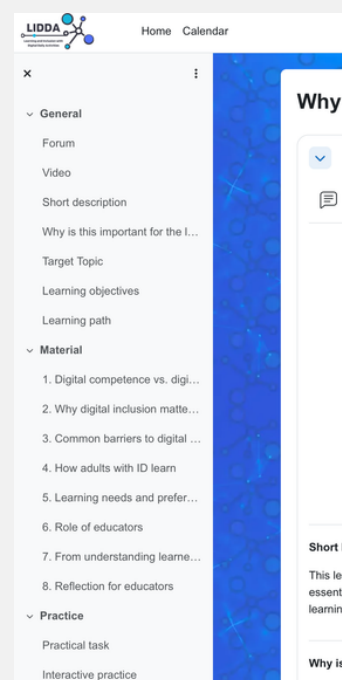 LIDDA
Home Calendar
Why
General
Forum
Video
Short description
Why is this important for the l...
Target Topic
Learning objectives
Learning path
Material
1. Digital competence vs. digi...
2. Why digital inclusion matte...
3. Common barriers to digital ...
4. How adults with ID learn
5. Learning needs and prefer...
6. Role of educators
7. From understanding learne...
8. Reflection for educators
Practice
Practical task
Interactive practice
Short
This le
essent
learnin
Why is